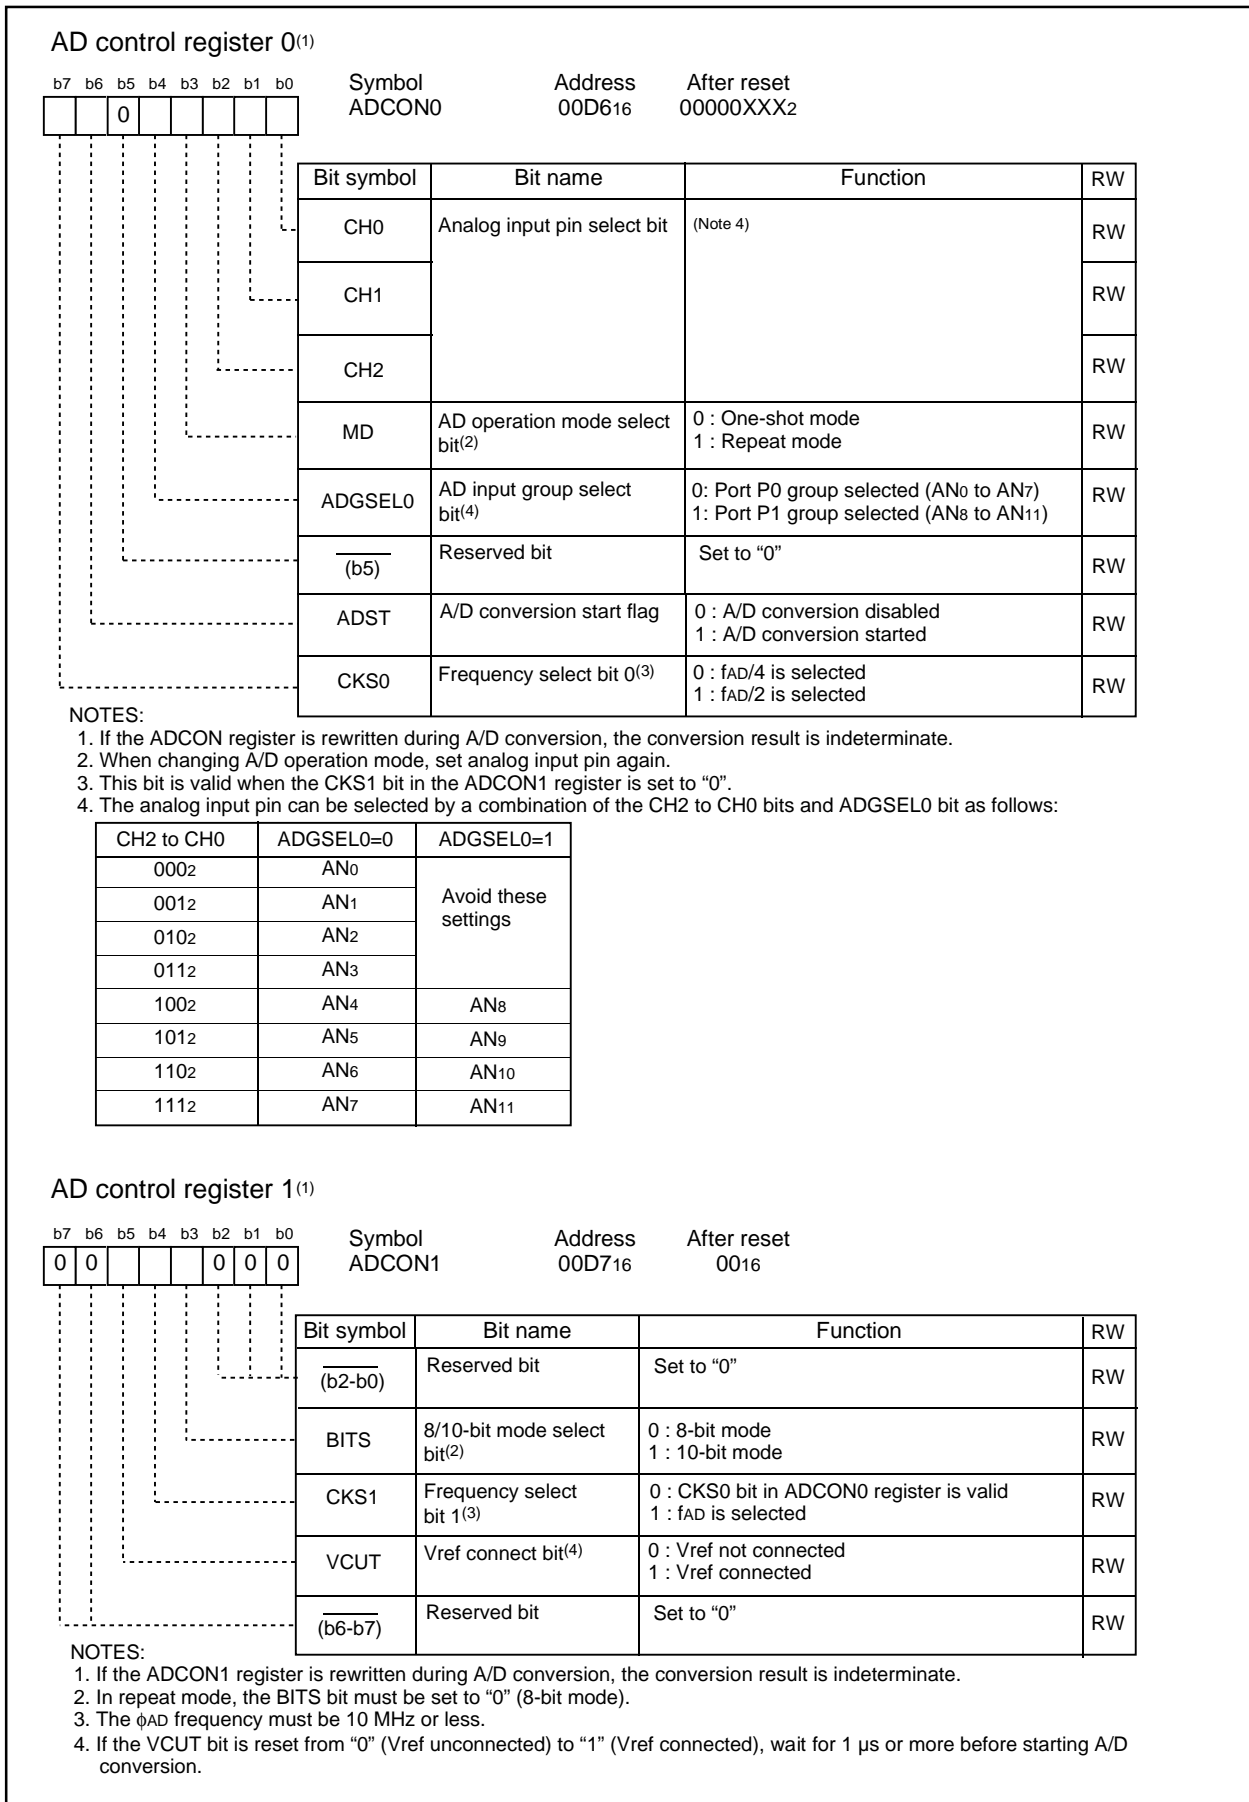 AD control register 0(1)
b7 b6 b5 b4 b3 b2 b1 b0
Symbol Address After reset
ADCON0 00D616 00000XXX2
0
Bit symbol Bit name Function RW
CH0 Analog input pin select bit (Note 4) RW
CH1 RW
CH2 RW
MD AD operation mode select bit(2) 0 : One-shot mode RW
1 : Repeat mode
ADGSEL0 AD input group select bit(4) 0: Port P0 group selected (AN0 to AN7) RW
1: Port P1 group selected (AN8 to AN11)
(b5) Reserved bit Set to “0” RW
ADST A/D conversion start flag 0 : A/D conversion disabled RW
1 : A/D conversion started
CKS0 Frequency select bit 0(3) 0 : fAD/4 is selected RW
1 : fAD/2 is selected
NOTES:
1. If the ADCON register is rewritten during A/D conversion, the conversion result is indeterminate.
2. When changing A/D operation mode, set analog input pin again.
3. This bit is valid when the CKS1 bit in the ADCON1 register is set to “0”.
4. The analog input pin can be selected by a combination of the CH2 to CH0 bits and ADGSEL0 bit as follows:
CH2 to CH0 ADGSEL0=0 ADGSEL0=1
0002 AN0 Avoid these settings
0012 AN1
0102 AN2
0112 AN3
1002 AN4 AN8
1012 AN5 AN9
1102 AN6 AN10
1112 AN7 AN11
AD control register 1(1)
b7 b6 b5 b4 b3 b2 b1 b0
Symbol Address After reset
ADCON1 00D716 0016
0 0 0 0 0
Bit symbol Bit name Function RW
(b2-b0) Reserved bit Set to “0” RW
BITS 8/10-bit mode select bit(2) 0 : 8-bit mode RW
1 : 10-bit mode
CKS1 Frequency select bit 1(3) 0 : CKS0 bit in ADCON0 register is valid RW
1 : fAD is selected
VCUT Vref connect bit(4) 0 : Vref not connected RW
1 : Vref connected
(b6-b7) Reserved bit Set to “0” RW
NOTES:
1. If the ADCON1 register is rewritten during A/D conversion, the conversion result is indeterminate.
2. In repeat mode, the BITS bit must be set to “0” (8-bit mode).
3. The ϕAD frequency must be 10 MHz or less.
4. If the VCUT bit is reset from “0” (Vref unconnected) to “1” (Vref connected), wait for 1 µs or more before starting A/D
conversion.